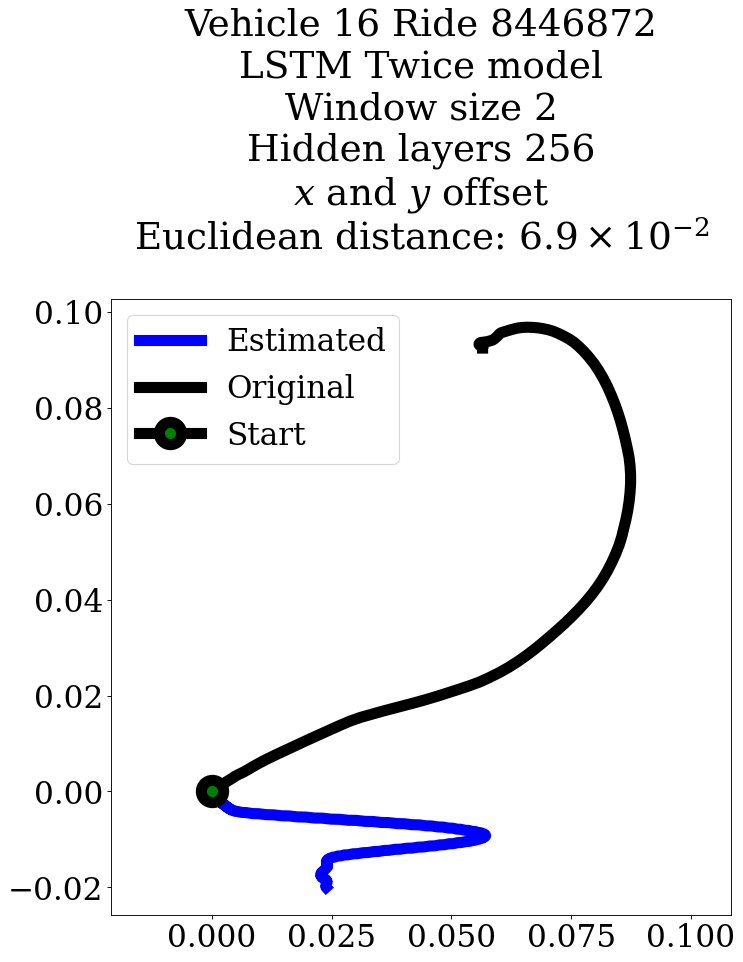 Vehicle 16 Ride 8446872
LSTM Twice model
Window size 2
Hidden layers 256
x and y offset
Euclidean distance: 6.9 × 10⁻²
Estimated
Original
Start
0.10
0.08
0.06
0.04
0.02
0.00
−0.02
0.000 0.025 0.050 0.075 0.100